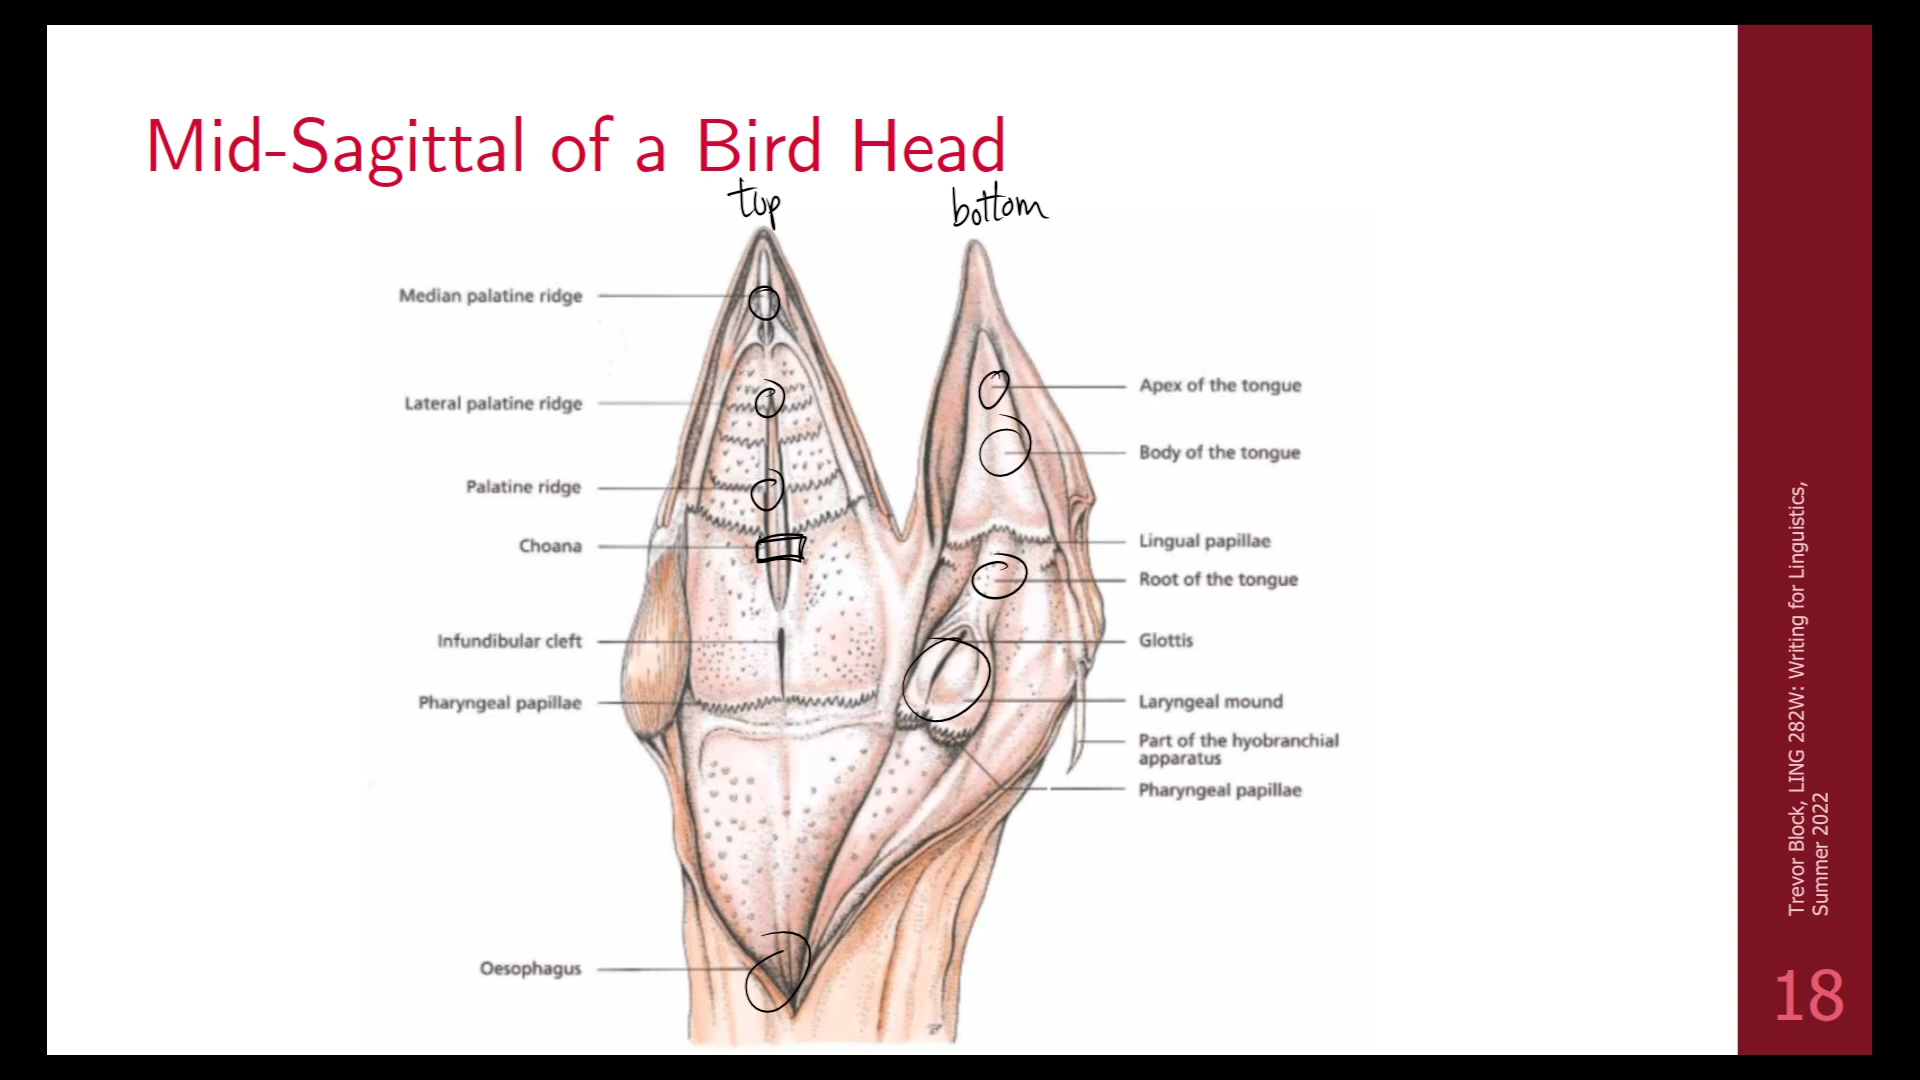 Mid-Sagittal of a Bird Head
top
bottom
Median palatine ridge
Lateral palatine ridge
Palatine ridge
Choana
Infundibular cleft
Pharyngeal papillae
Oesophagus
Apex of the tongue
Body of the tongue
Lingual papillae
Root of the tongue
Glottis
Laryngeal mound
Part of the hyobranchial
apparatus
Pharyngeal papillae
Trevor Block, LING 282W: Writing for Linguistics,
Summer 2022
18